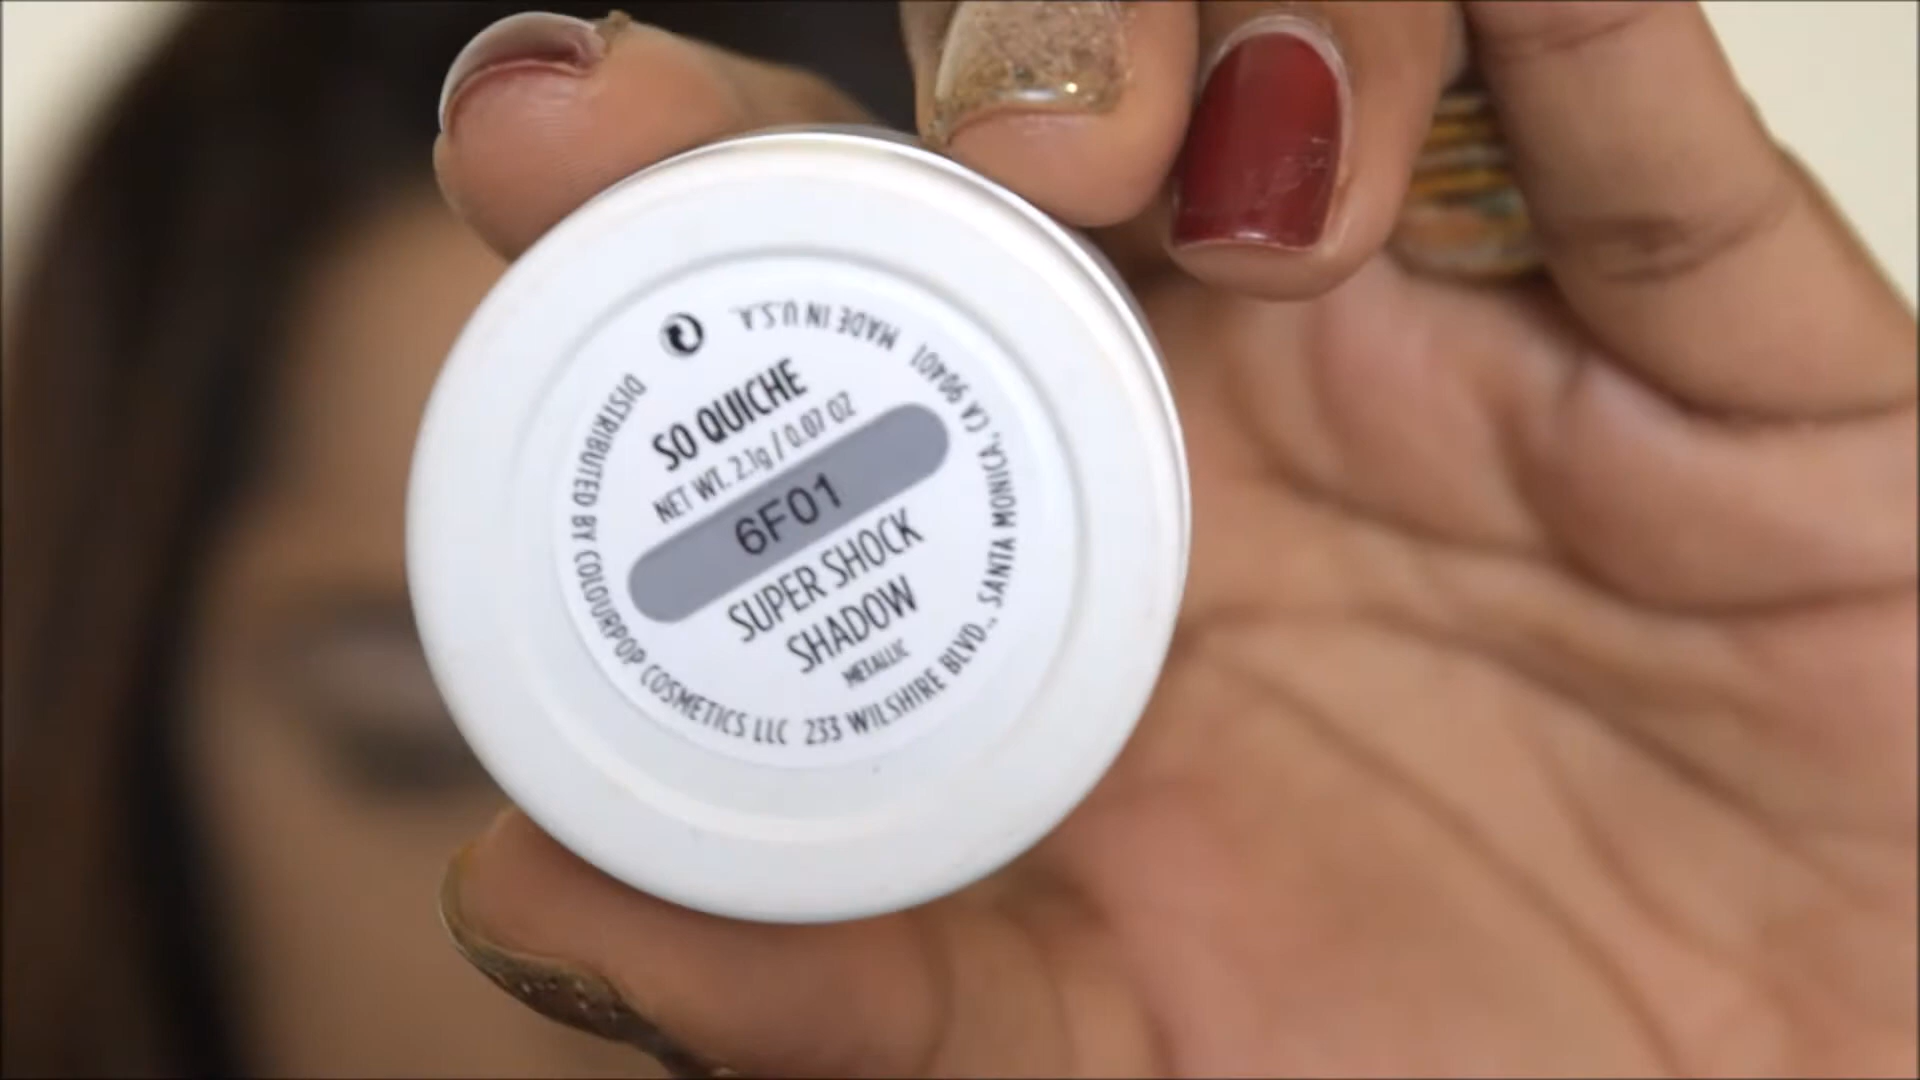 SO QUICHE
NET WT. 2.1g / 0.07 OZ
6F01
SUPER SHOCK
SHADOW
METALLIC
DISTRIBUTED BY COLOURPOP COSMETICS LLC 233 WILSHIRE BLVD., SANTA MONICA, CA 90401 MADE IN U.S.A.